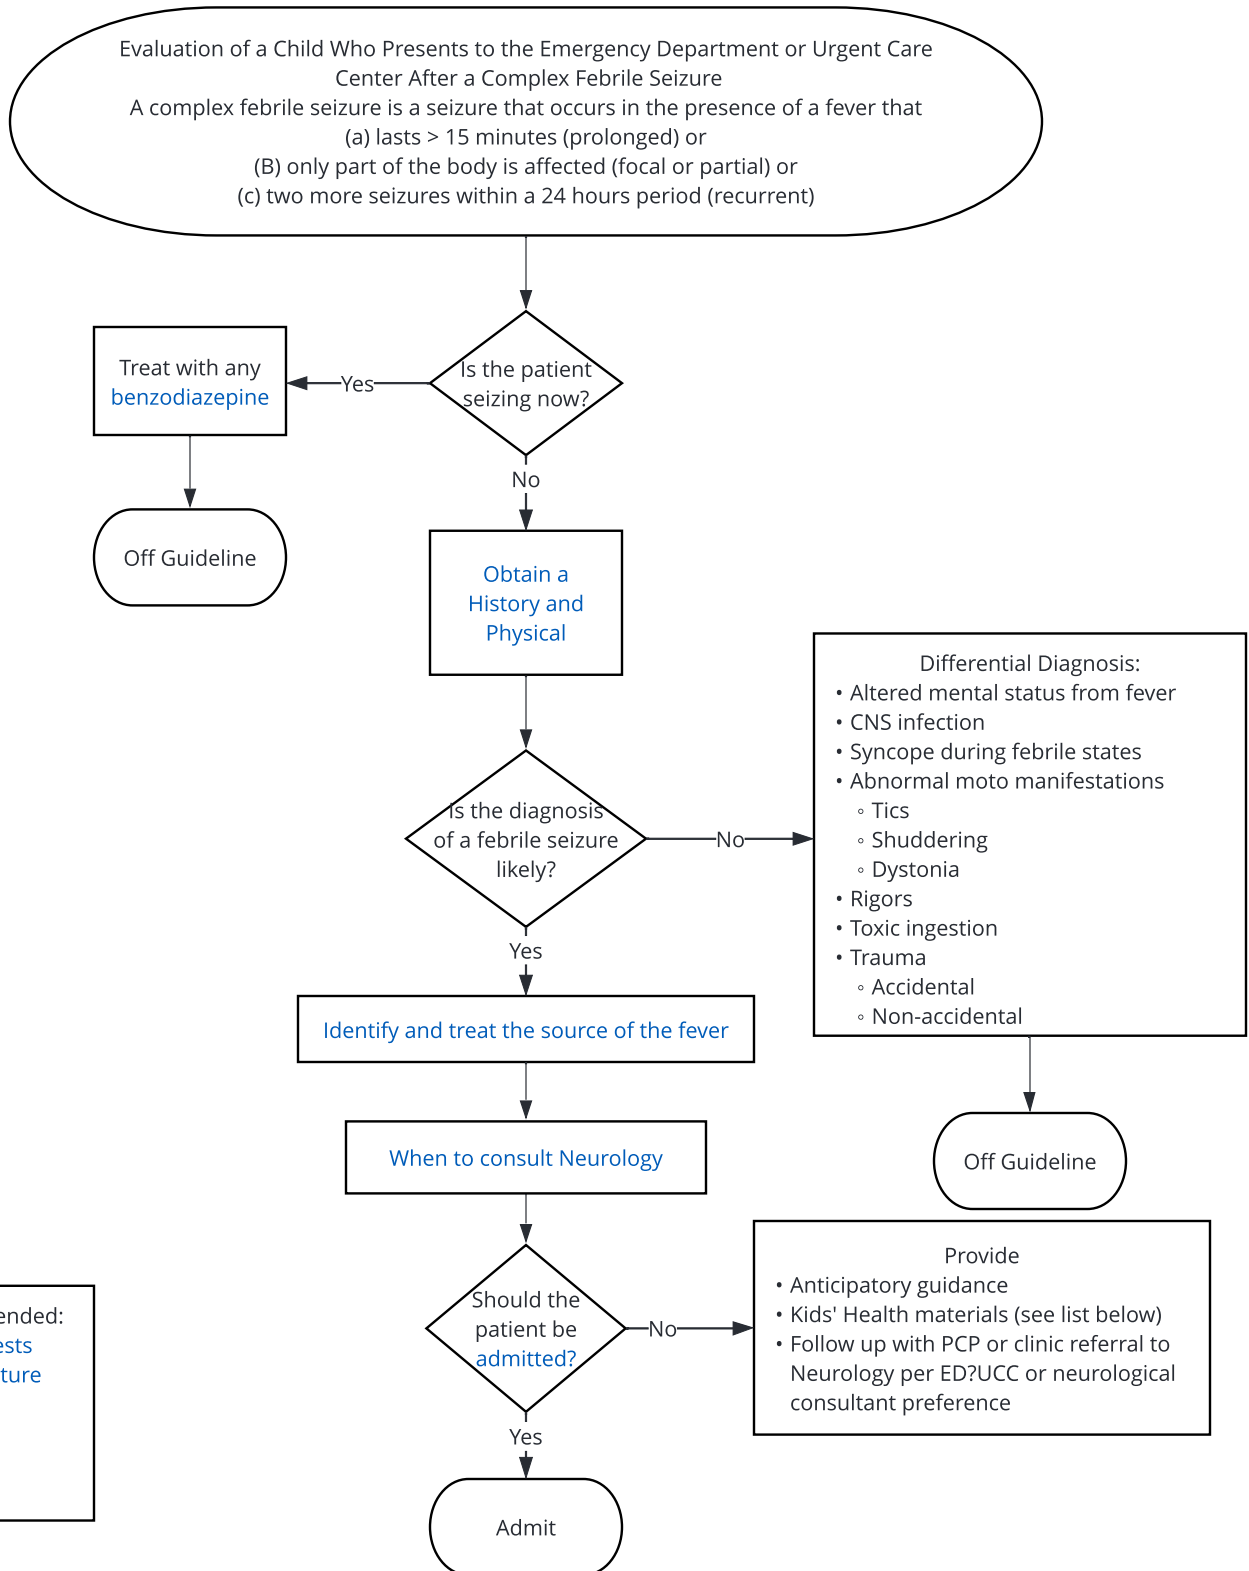 Evaluation of a Child Who Presents to the Emergency Department or Urgent Care
Center After a Complex Febrile Seizure
A complex febrile seizure is a seizure that occurs in the presence of a fever that
(a) lasts > 15 minutes (prolonged) or
(B) only part of the body is affected (focal or partial) or
(c) two more seizures within a 24 hours period (recurrent)
Is the patient
seizing now?
Yes
Treat with any
benzodiazepine
Off Guideline
No
Obtain a
History and
Physical
Is the diagnosis
of a febrile seizure
likely?
No
Differential Diagnosis:
• Altered mental status from fever
• CNS infection
• Syncope during febrile states
• Abnormal moto manifestations
◦ Tics
◦ Shuddering
◦ Dystonia
• Rigors
• Toxic ingestion
• Trauma
◦ Accidental
◦ Non-accidental
Off Guideline
Yes
Identify and treat the source of the fever
When to consult Neurology
Should the
patient be
admitted?
No
Provide
• Anticipatory guidance
• Kids' Health materials (see list below)
• Follow up with PCP or clinic referral to
Neurology per ED?UCC or neurological
consultant preference
Yes
Admit
ended:
ests
ture